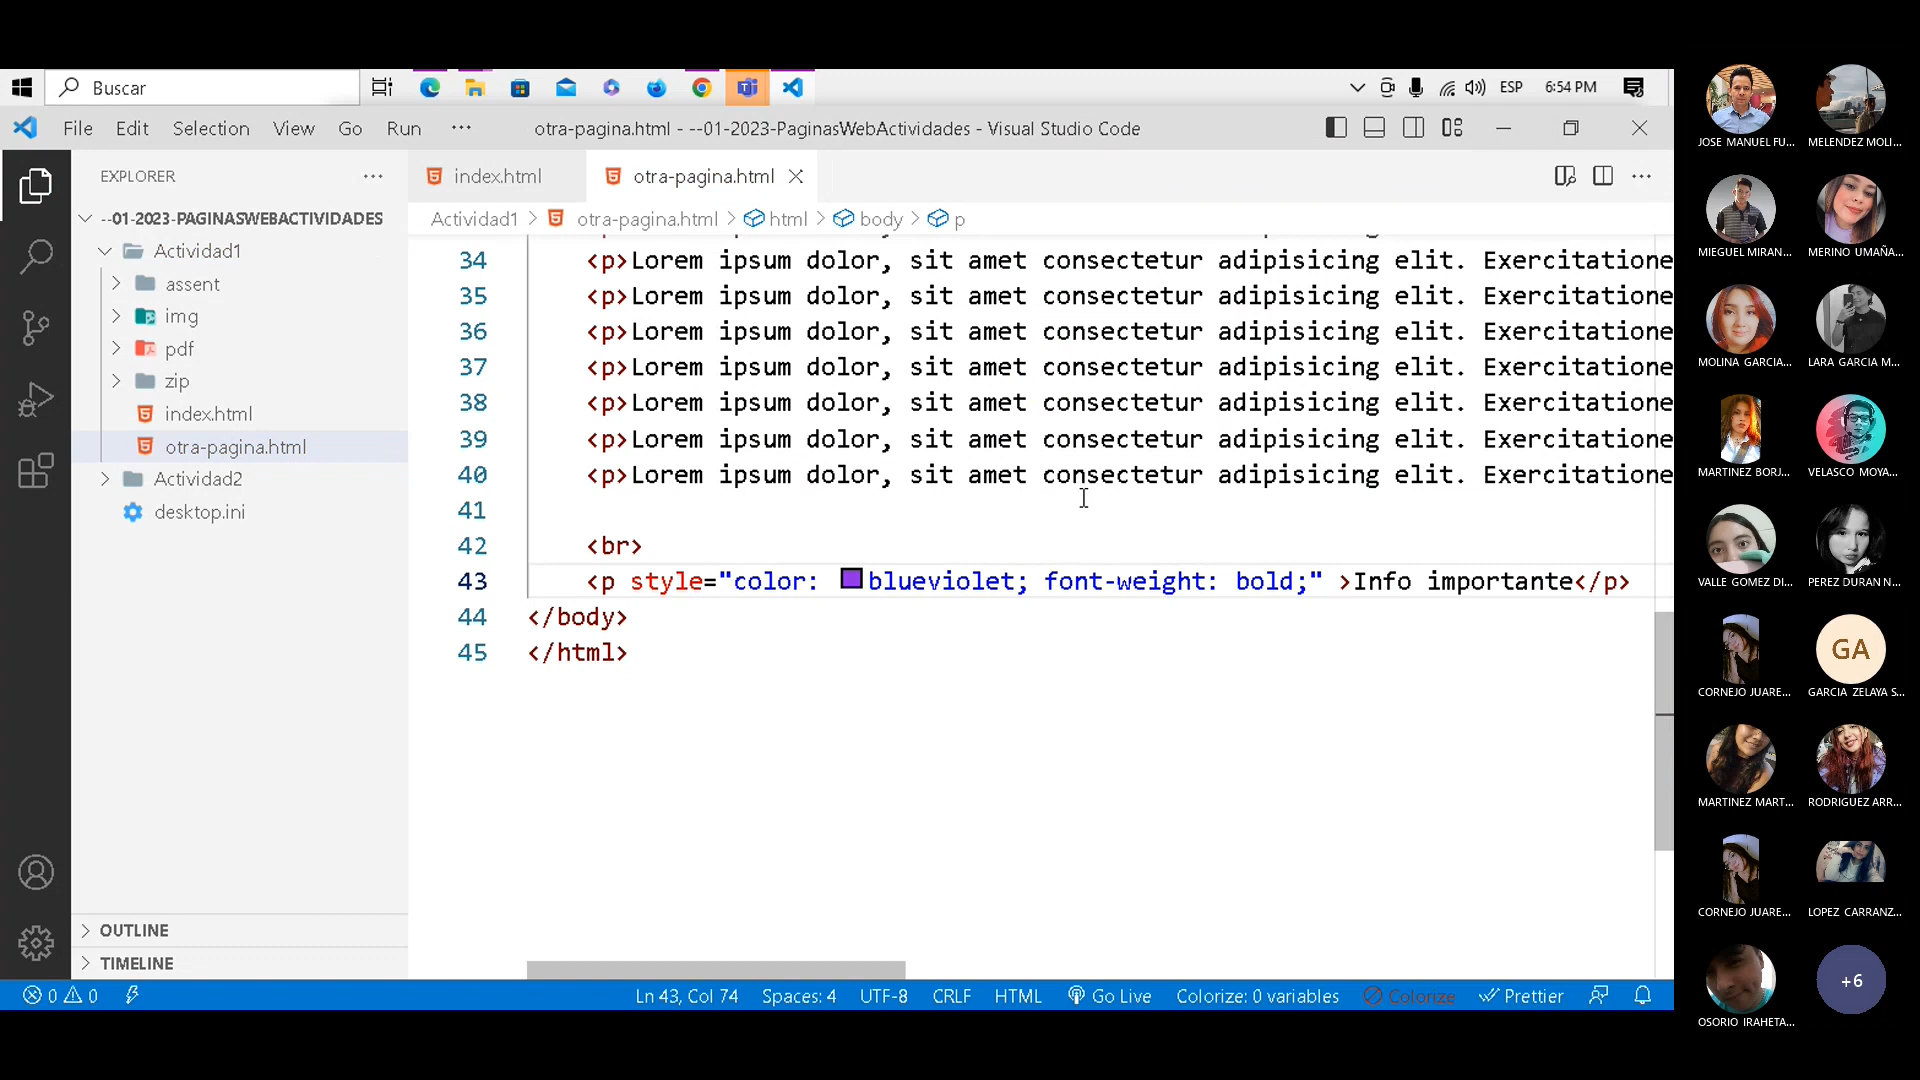 Buscar
ESP 6:54 PM
File Edit Selection View Go Run ··· otra-pagina.html - --01-2023-PaginasWebActividades - Visual Studio Code
EXPLORER ···
--01-2023-PAGINASWEBACTIVIDADES
Actividad1
assent
img
pdf
zip
index.html
otra-pagina.html
Actividad2
desktop.ini
OUTLINE
TIMELINE
index.html otra-pagina.html
Actividad1 > otra-pagina.html > html > body > p
34 <p>Lorem ipsum dolor, sit amet consectetur adipisicing elit. Exercitatione
35 <p>Lorem ipsum dolor, sit amet consectetur adipisicing elit. Exercitatione
36 <p>Lorem ipsum dolor, sit amet consectetur adipisicing elit. Exercitatione
37 <p>Lorem ipsum dolor, sit amet consectetur adipisicing elit. Exercitatione
38 <p>Lorem ipsum dolor, sit amet consectetur adipisicing elit. Exercitatione
39 <p>Lorem ipsum dolor, sit amet consectetur adipisicing elit. Exercitatione
40 <p>Lorem ipsum dolor, sit amet consectetur adipisicing elit. Exercitatione
41
42 <br>
43 <p style="color: blueviolet; font-weight: bold;" >Info importante</p>
44 </body>
45 </html>
0 0 Ln 43, Col 74 Spaces: 4 UTF-8 CRLF HTML Go Live Colorize: 0 variables Colorize Prettier
JOSE MANUEL FU... MELENDEZ MOLI...
MIEGUEL MIRAN... MERINO UMAÑA...
MOLINA GARCIA... LARA GARCIA M...
MARTINEZ BORJ... VELASCO MOYA...
VALLE GOMEZ DI... PEREZ DURAN N...
GA
CORNEJO JUARE... GARCIA ZELAYA S...
MARTINEZ MART... RODRIGUEZ ARR...
CORNEJO JUARE... LOPEZ CARRANZ...
+6
OSORIO IRAHETA...